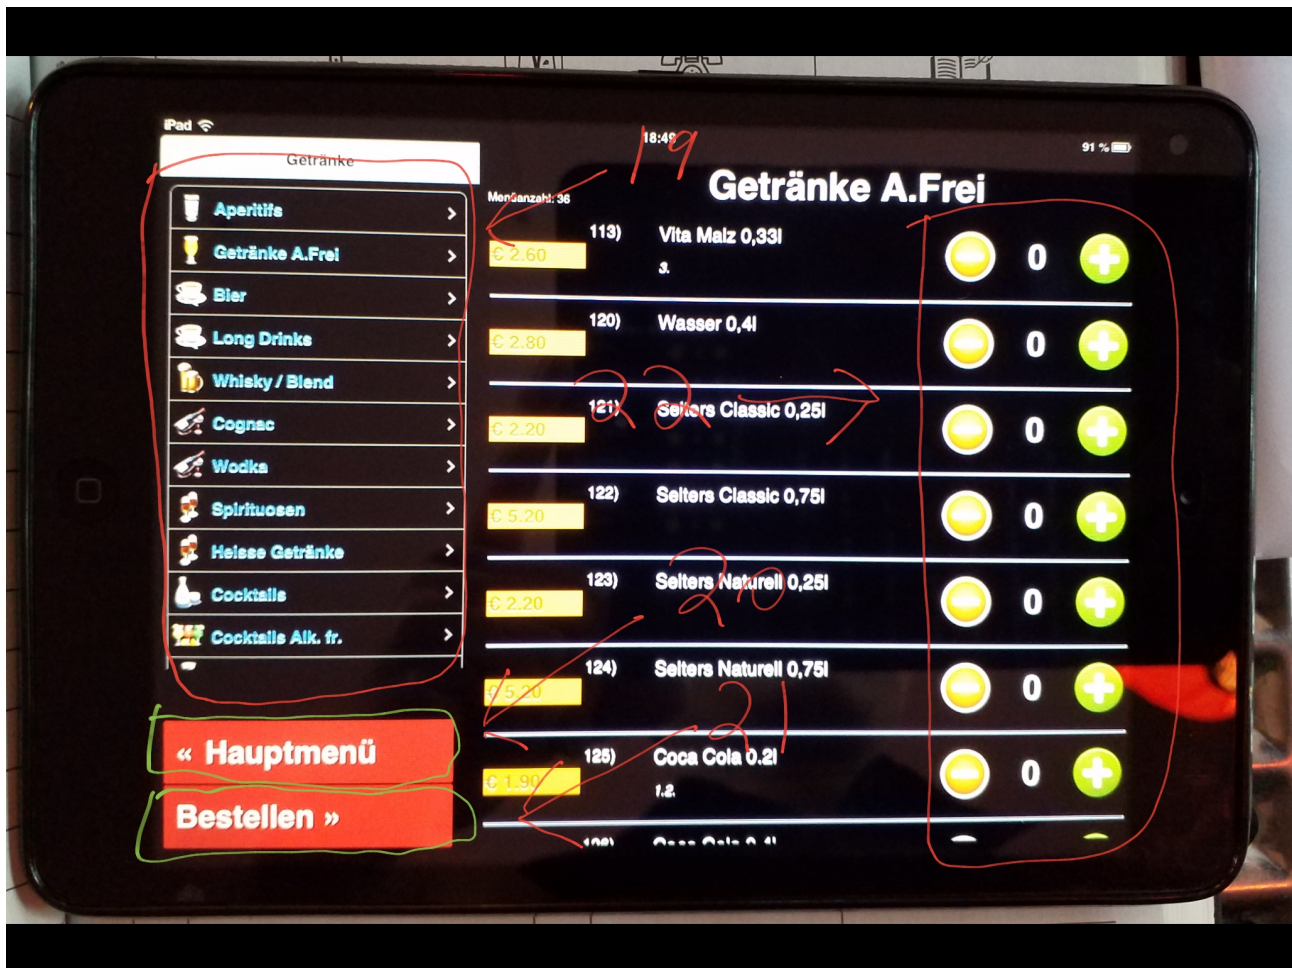 iPad
18:49
91 %
Getränke
Aperitifs
Getränke A.Frei
Bier
Long Drinks
Whisky / Blend
Cognac
Wodka
Spirituosen
Heisse Getränke
Cocktails
Cocktails Alk. fr.
« Hauptmenü
Bestellen »
19
Menüanzahl: 36
Getränke A.Frei
113) Vita Malz 0,33l
€ 2.60
3.
0
120) Wasser 0,4l
€ 2.80
0
22
121) Selters Classic 0,25l
€ 2.20
0
122) Selters Classic 0,75l
€ 5.20
0
20
123) Selters Naturell 0,25l
€ 2.20
0
124) Selters Naturell 0,75l
€ 5.20
0
21
125) Coca Cola 0.2l
€ 1.90
1.2.
0